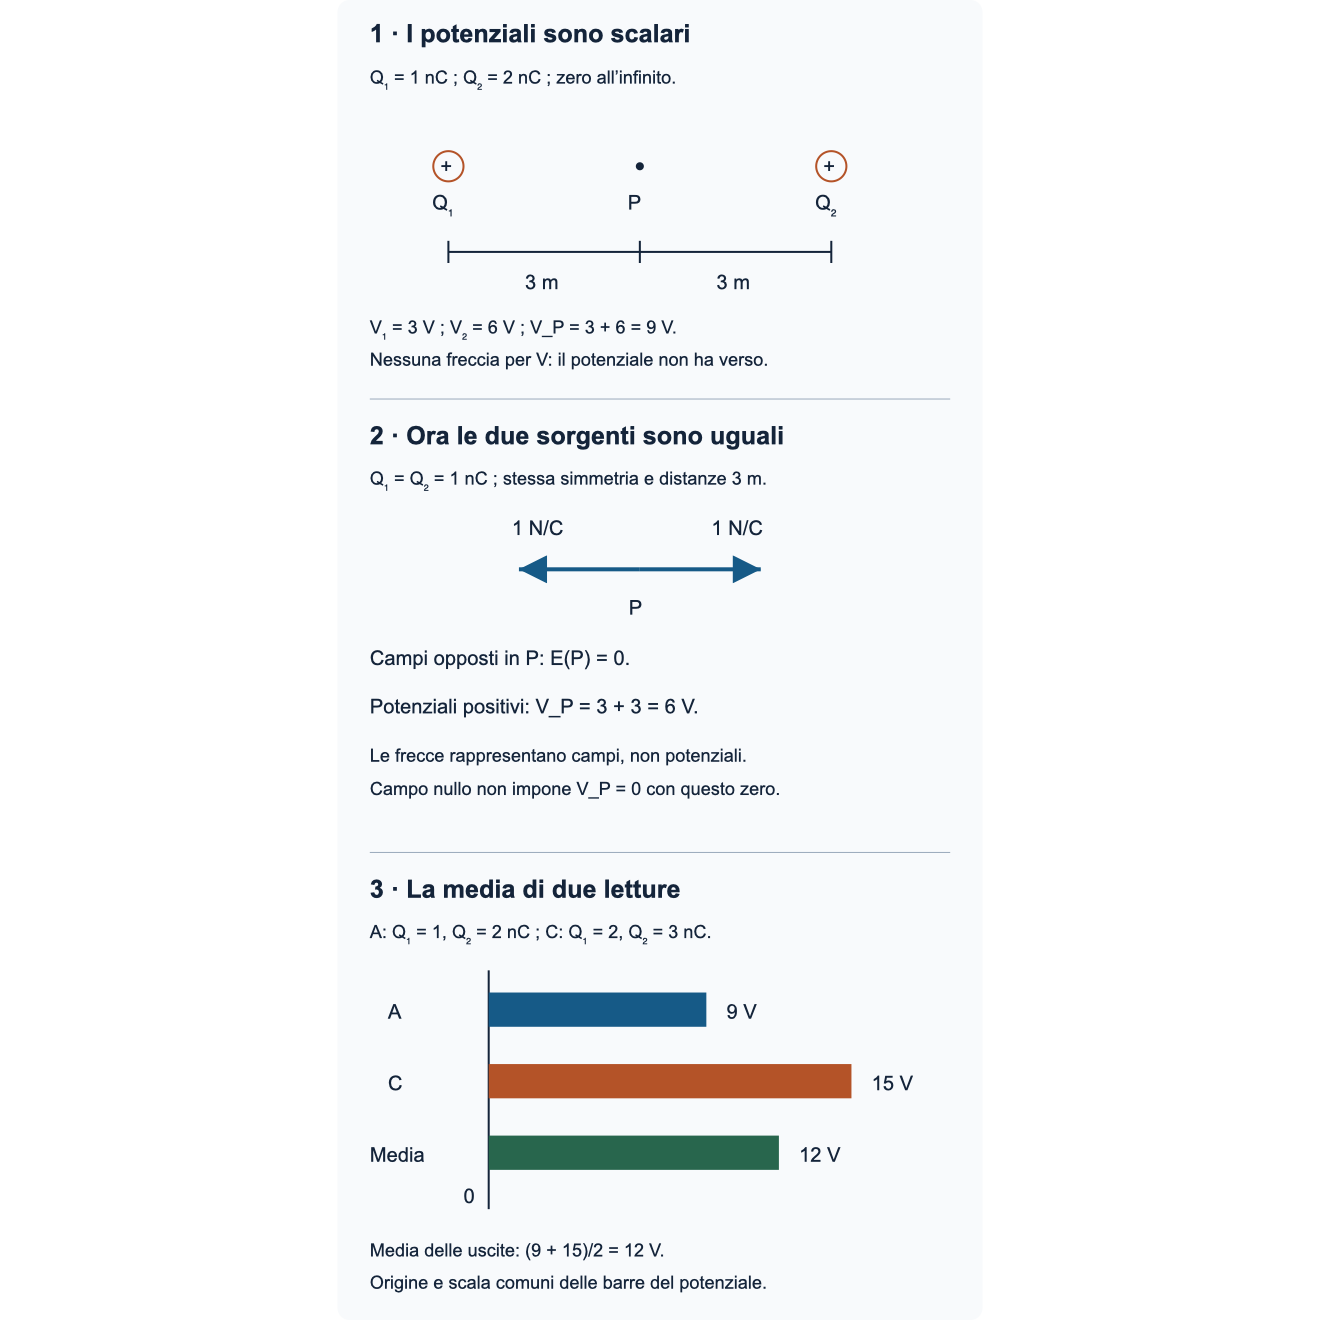 1 · I potenziali sono scalari
Q₁ = 1 nC ; Q₂ = 2 nC ; zero all’infinito.
+ +
Q₁ P Q₂
3 m 3 m
V₁ = 3 V ; V₂ = 6 V ; V_P = 3 + 6 = 9 V.
Nessuna freccia per V: il potenziale non ha verso.
2 · Ora le due sorgenti sono uguali
Q₁ = Q₂ = 1 nC ; stessa simmetria e distanze 3 m.
1 N/C 1 N/C
P
Campi opposti in P: E(P) = 0.
Potenziali positivi: V_P = 3 + 3 = 6 V.
Le frecce rappresentano campi, non potenziali.
Campo nullo non impone V_P = 0 con questo zero.
3 · La media di due letture
A: Q₁ = 1, Q₂ = 2 nC ; C: Q₁ = 2, Q₂ = 3 nC.
A 9 V
C 15 V
Media 12 V
0
Media delle uscite: (9 + 15)/2 = 12 V.
Origine e scala comuni delle barre del potenziale.